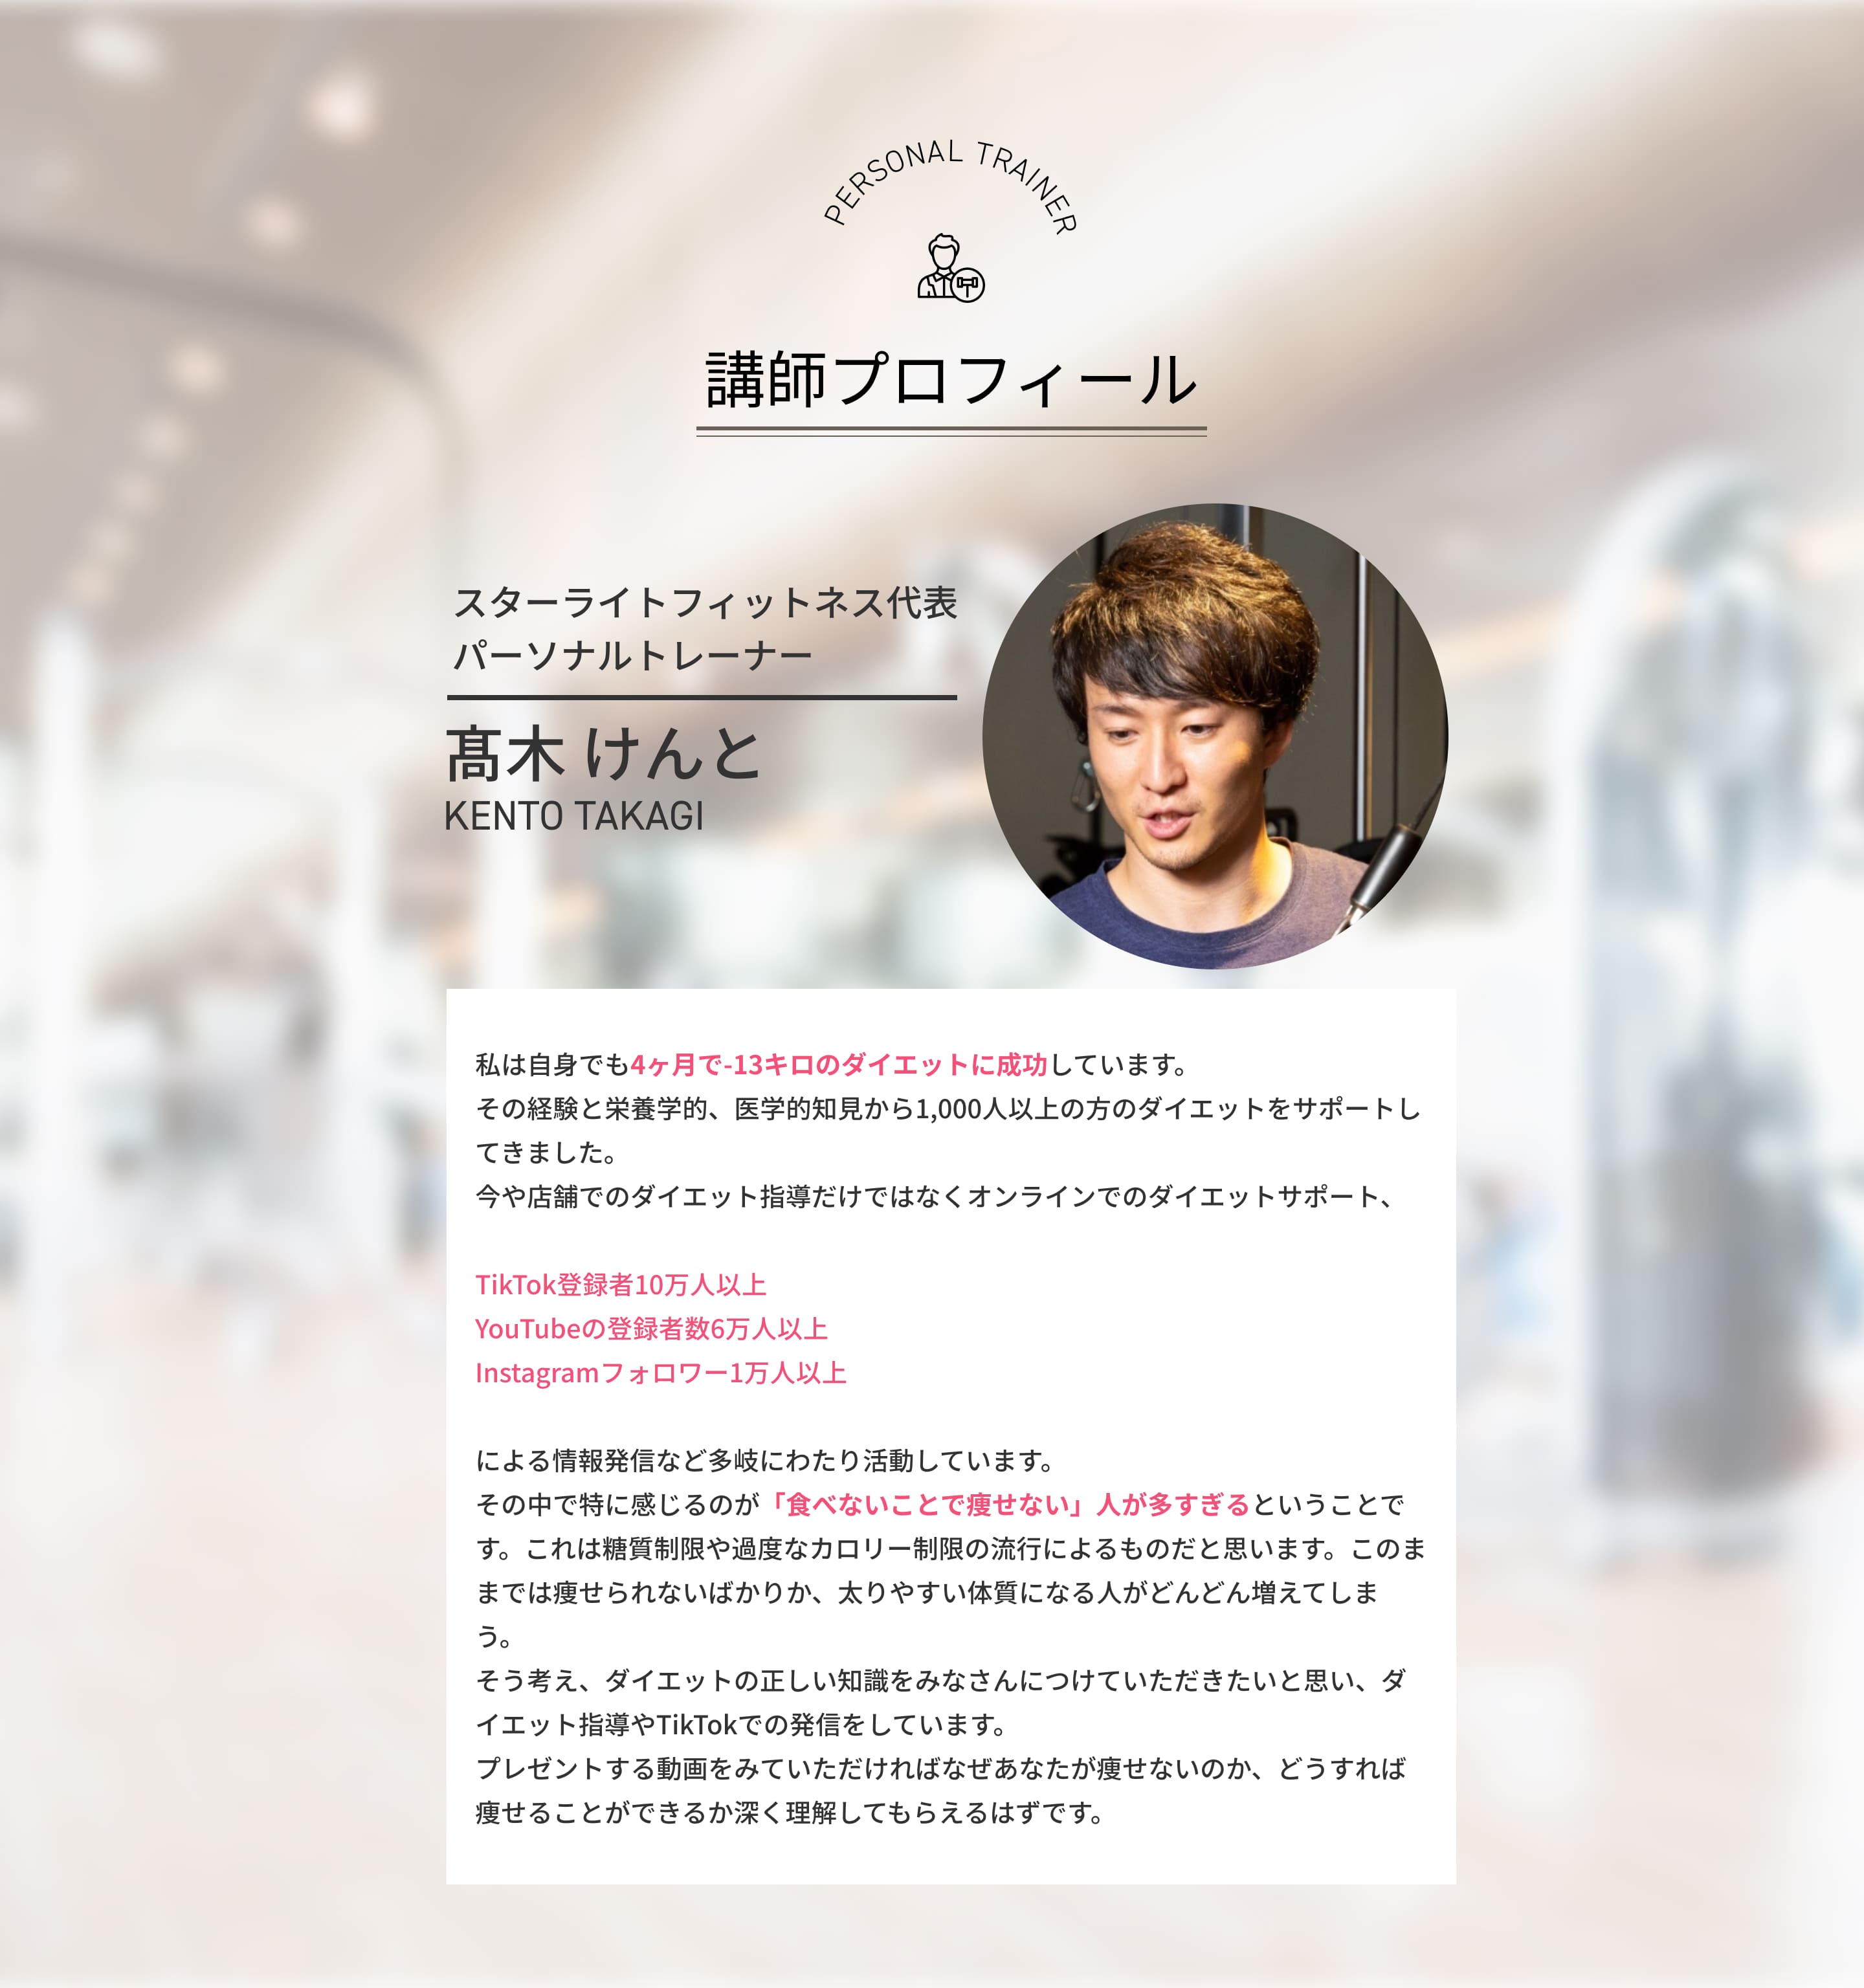 PERSONAL TRAINER
講師プロフィール
スターライトフィットネス代表
パーソナルトレーナー
髙木 けんと
KENTO TAKAGI
私は自身でも4ヶ月で-13キロのダイエットに成功しています。
その経験と栄養学的、医学的知見から1,000人以上の方のダイエットをサポートし
てきました。
今や店舗でのダイエット指導だけではなくオンラインでのダイエットサポート、
TikTok登録者10万人以上
YouTubeの登録者数6万人以上
Instagramフォロワー1万人以上
による情報発信など多岐にわたり活動しています。
その中で特に感じるのが「食べないことで痩せない」人が多すぎるということで
す。これは糖質制限や過度なカロリー制限の流行によるものだと思います。このま
までは痩せられないばかりか、太りやすい体質になる人がどんどん増えてしま
う。
そう考え、ダイエットの正しい知識をみなさんにつけていただきたいと思い、ダ
イエット指導やTikTokでの発信をしています。
プレゼントする動画をみていただければなぜあなたが痩せないのか、どうすれば
痩せることができるか深く理解してもらえるはずです。